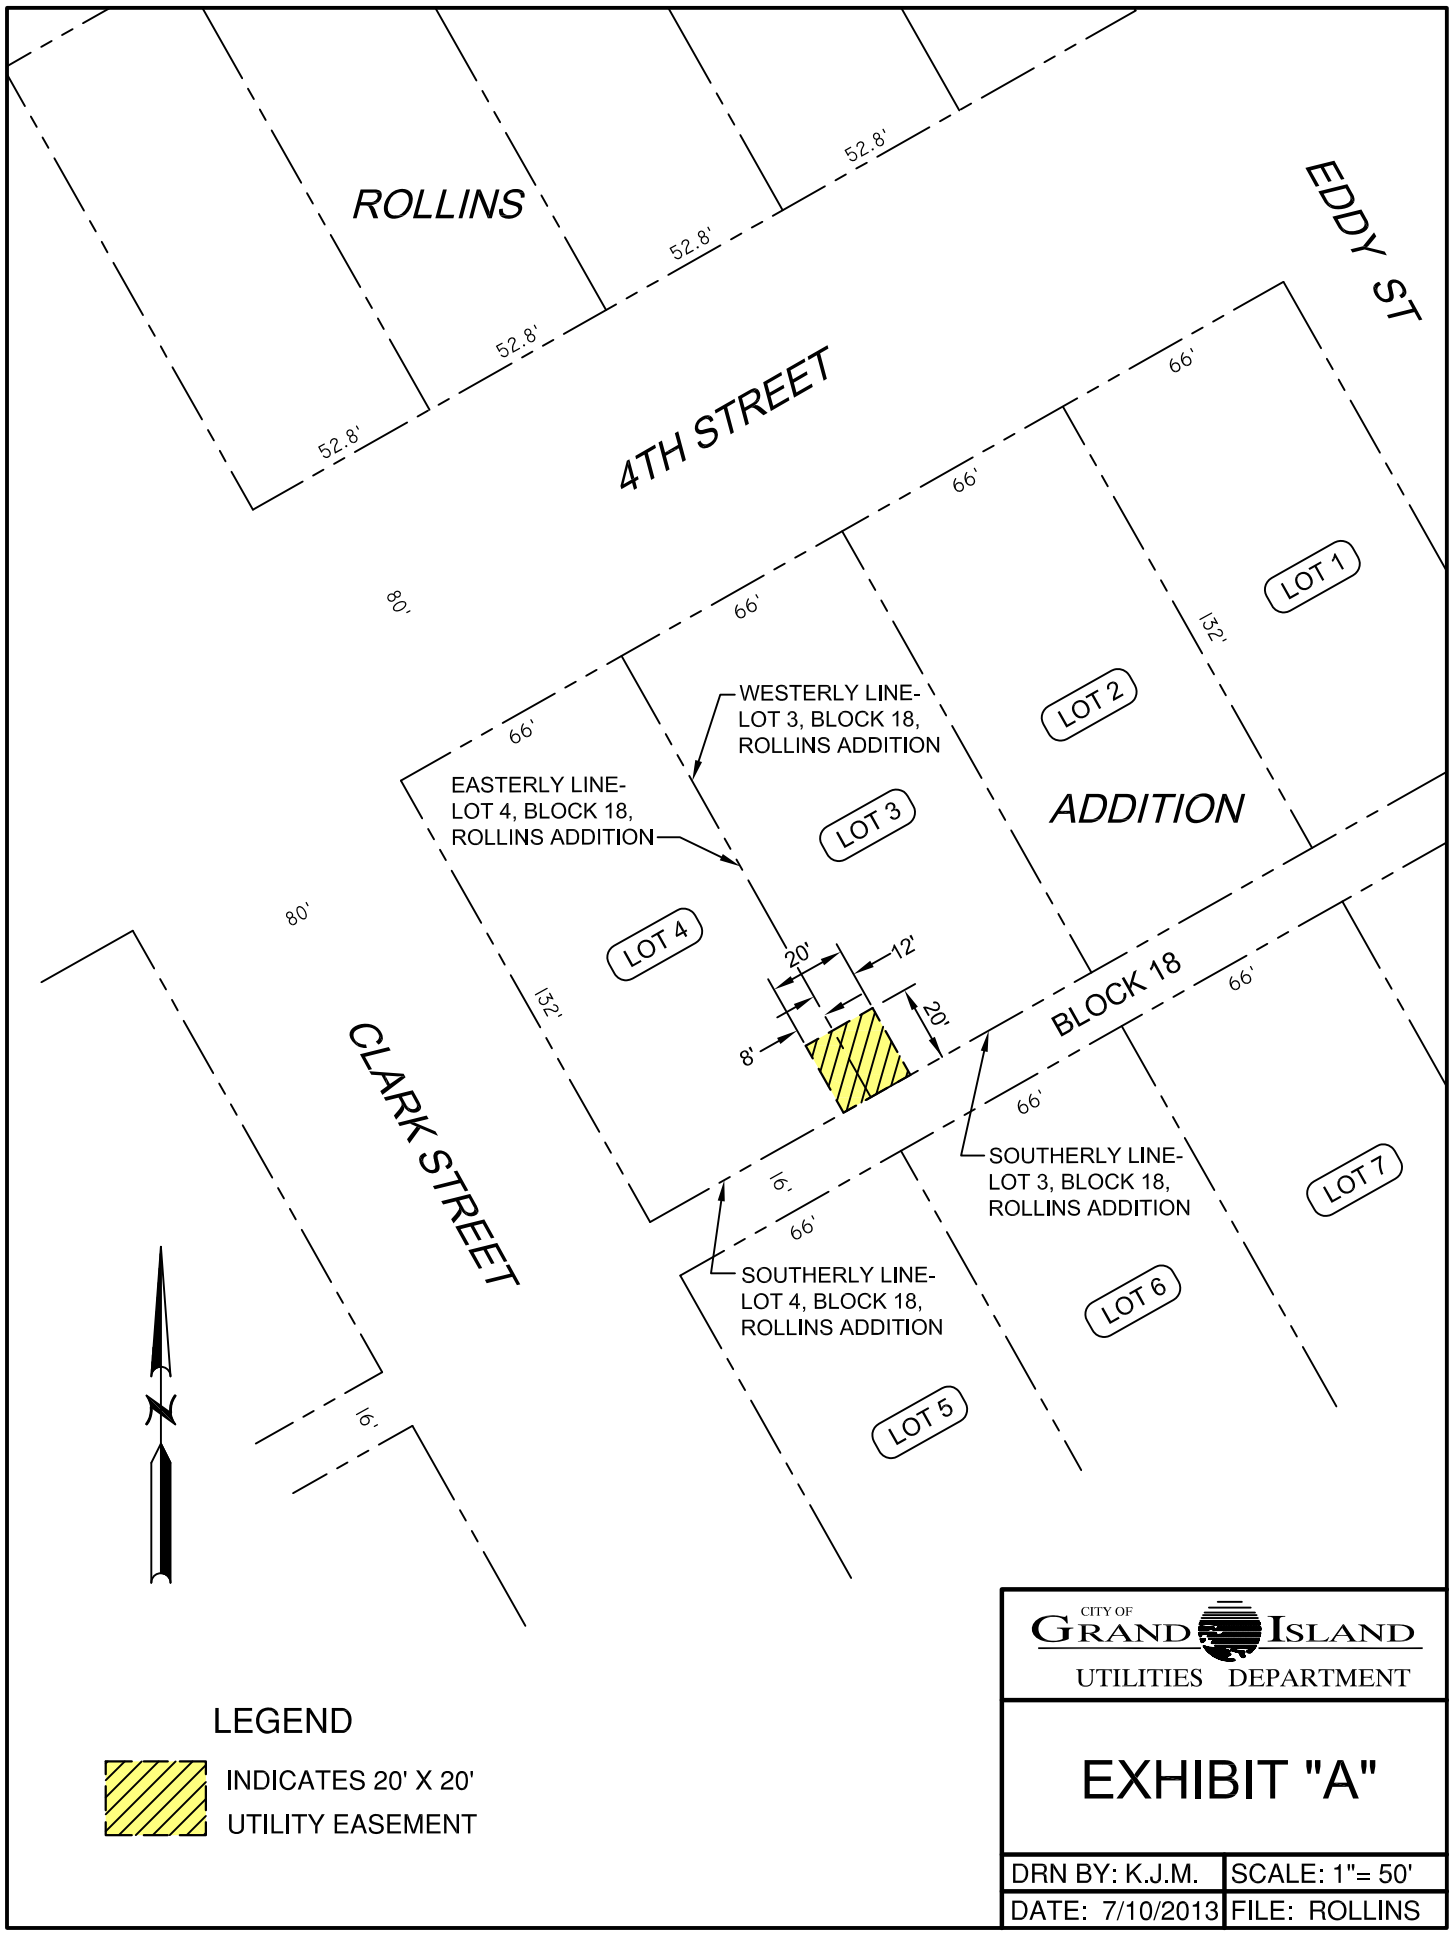 52.8'
EDDY ST
ROLLINS
52.8'
52.8'
52.8'
4TH STREET
66'
66'
LOT 1
80'
66'
132'
LOT 2
WESTERLY LINE-
LOT 3, BLOCK 18,
ROLLINS ADDITION
66'
EASTERLY LINE-
LOT 4, BLOCK 18,
ROLLINS ADDITION
LOT 3
ADDITION
80'
LOT 4
20'
12'
132'
20'
8'
BLOCK 18
66'
CLARK STREET
66'
SOUTHERLY LINE-
LOT 3, BLOCK 18,
ROLLINS ADDITION
LOT 7
16'
66'
SOUTHERLY LINE-
LOT 4, BLOCK 18,
ROLLINS ADDITION
LOT 6
N
16'
LOT 5
CITY OF
GRAND ISLAND
UTILITIES DEPARTMENT
LEGEND
INDICATES 20' X 20'
UTILITY EASEMENT
EXHIBIT "A"
DRN BY: K.J.M.
SCALE: 1"= 50'
DATE: 7/10/2013
FILE: ROLLINS